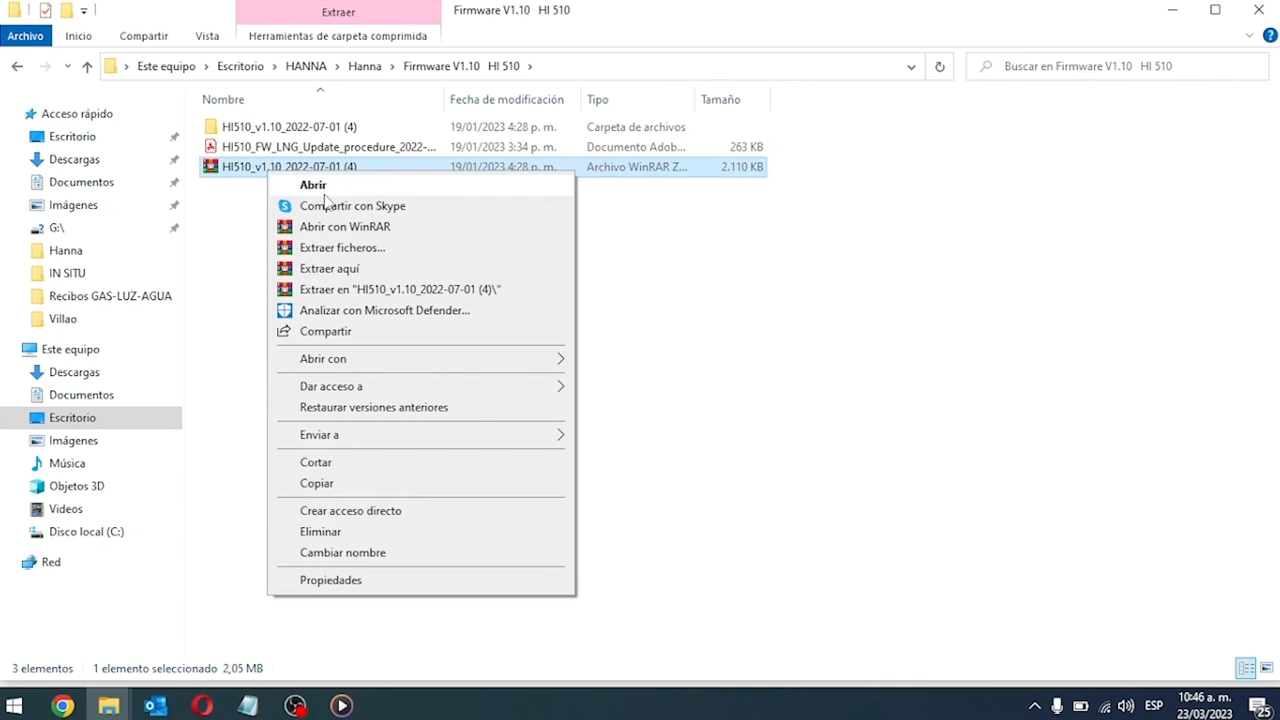 Extraer
Firmware V1.10 HI 510
Archivo
Inicio
Compartir
Vista
Herramientas de carpeta comprimida
Este equipo
Escritorio
HANNA
Hanna
Firmware V1.10 HI 510
Buscar en Firmware V1.10 HI 510
Nombre
Fecha de modificación
Tipo
Tamaño
HI510_v1.10_2022-07-01 (4)
19/01/2023 4:28 p. m.
Carpeta de archivos
HI510_FW_LNG_Update_procedure_2022-...
19/01/2023 3:34 p. m.
Documento Adob...
263 KB
HI510_v1.10_2022-07-01 (4)
19/01/2023 4:28 p. m.
Archivo WinRAR Z...
2.110 KB
Acceso rápido
Escritorio
Descargas
Documentos
Imágenes
G:\
Hanna
IN SITU
Recibos GAS-LUZ-AGUA
Villao
Este equipo
Descargas
Documentos
Escritorio
Imágenes
Música
Objetos 3D
Videos
Disco local (C:)
Red
Abrir
Compartir con Skype
Abrir con WinRAR
Extraer ficheros...
Extraer aquí
Extraer en "HI510_v1.10_2022-07-01 (4)\"
Analizar con Microsoft Defender...
Compartir
Abrir con
Dar acceso a
Restaurar versiones anteriores
Enviar a
Cortar
Copiar
Crear acceso directo
Eliminar
Cambiar nombre
Propiedades
3 elementos
1 elemento seleccionado 2,05 MB
ESP
10:46 a. m.
23/03/2023
25